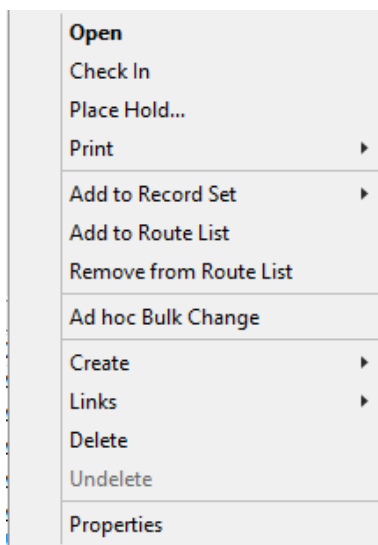 Open
Check In
Place Hold...
Print
Add to Record Set
Add to Route List
Remove from Route List
Ad hoc Bulk Change
Create
Links
Delete
Undelete
Properties